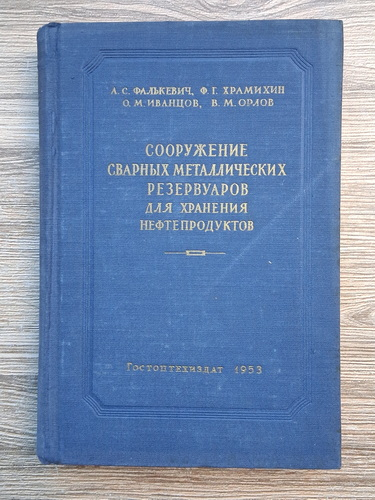 А. С. ФАЛЬКЕВИЧ, Ф. Г. ХРАМИХИН
О. М. ИВАНЦОВ, В. М. ОРЛОВ
СООРУЖЕНИЕ
СВАРНЫХ МЕТАЛЛИЧЕСКИХ
РЕЗЕРВУАРОВ
ДЛЯ ХРАНЕНИЯ
НЕФТЕПРОДУКТОВ
ГОСТОПТЕХИЗДАТ 1953